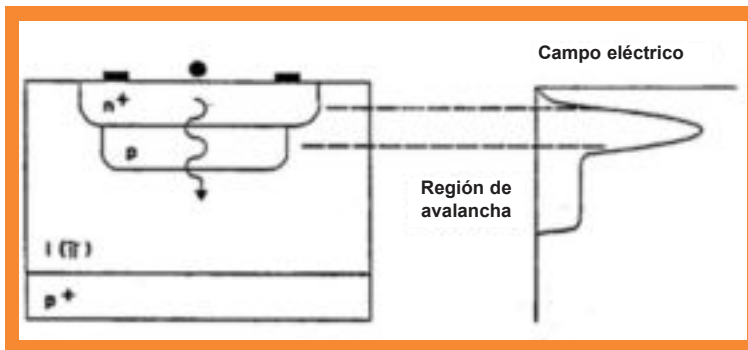 Campo eléctrico
n+
p
Región de
avalancha
i (π)
p+